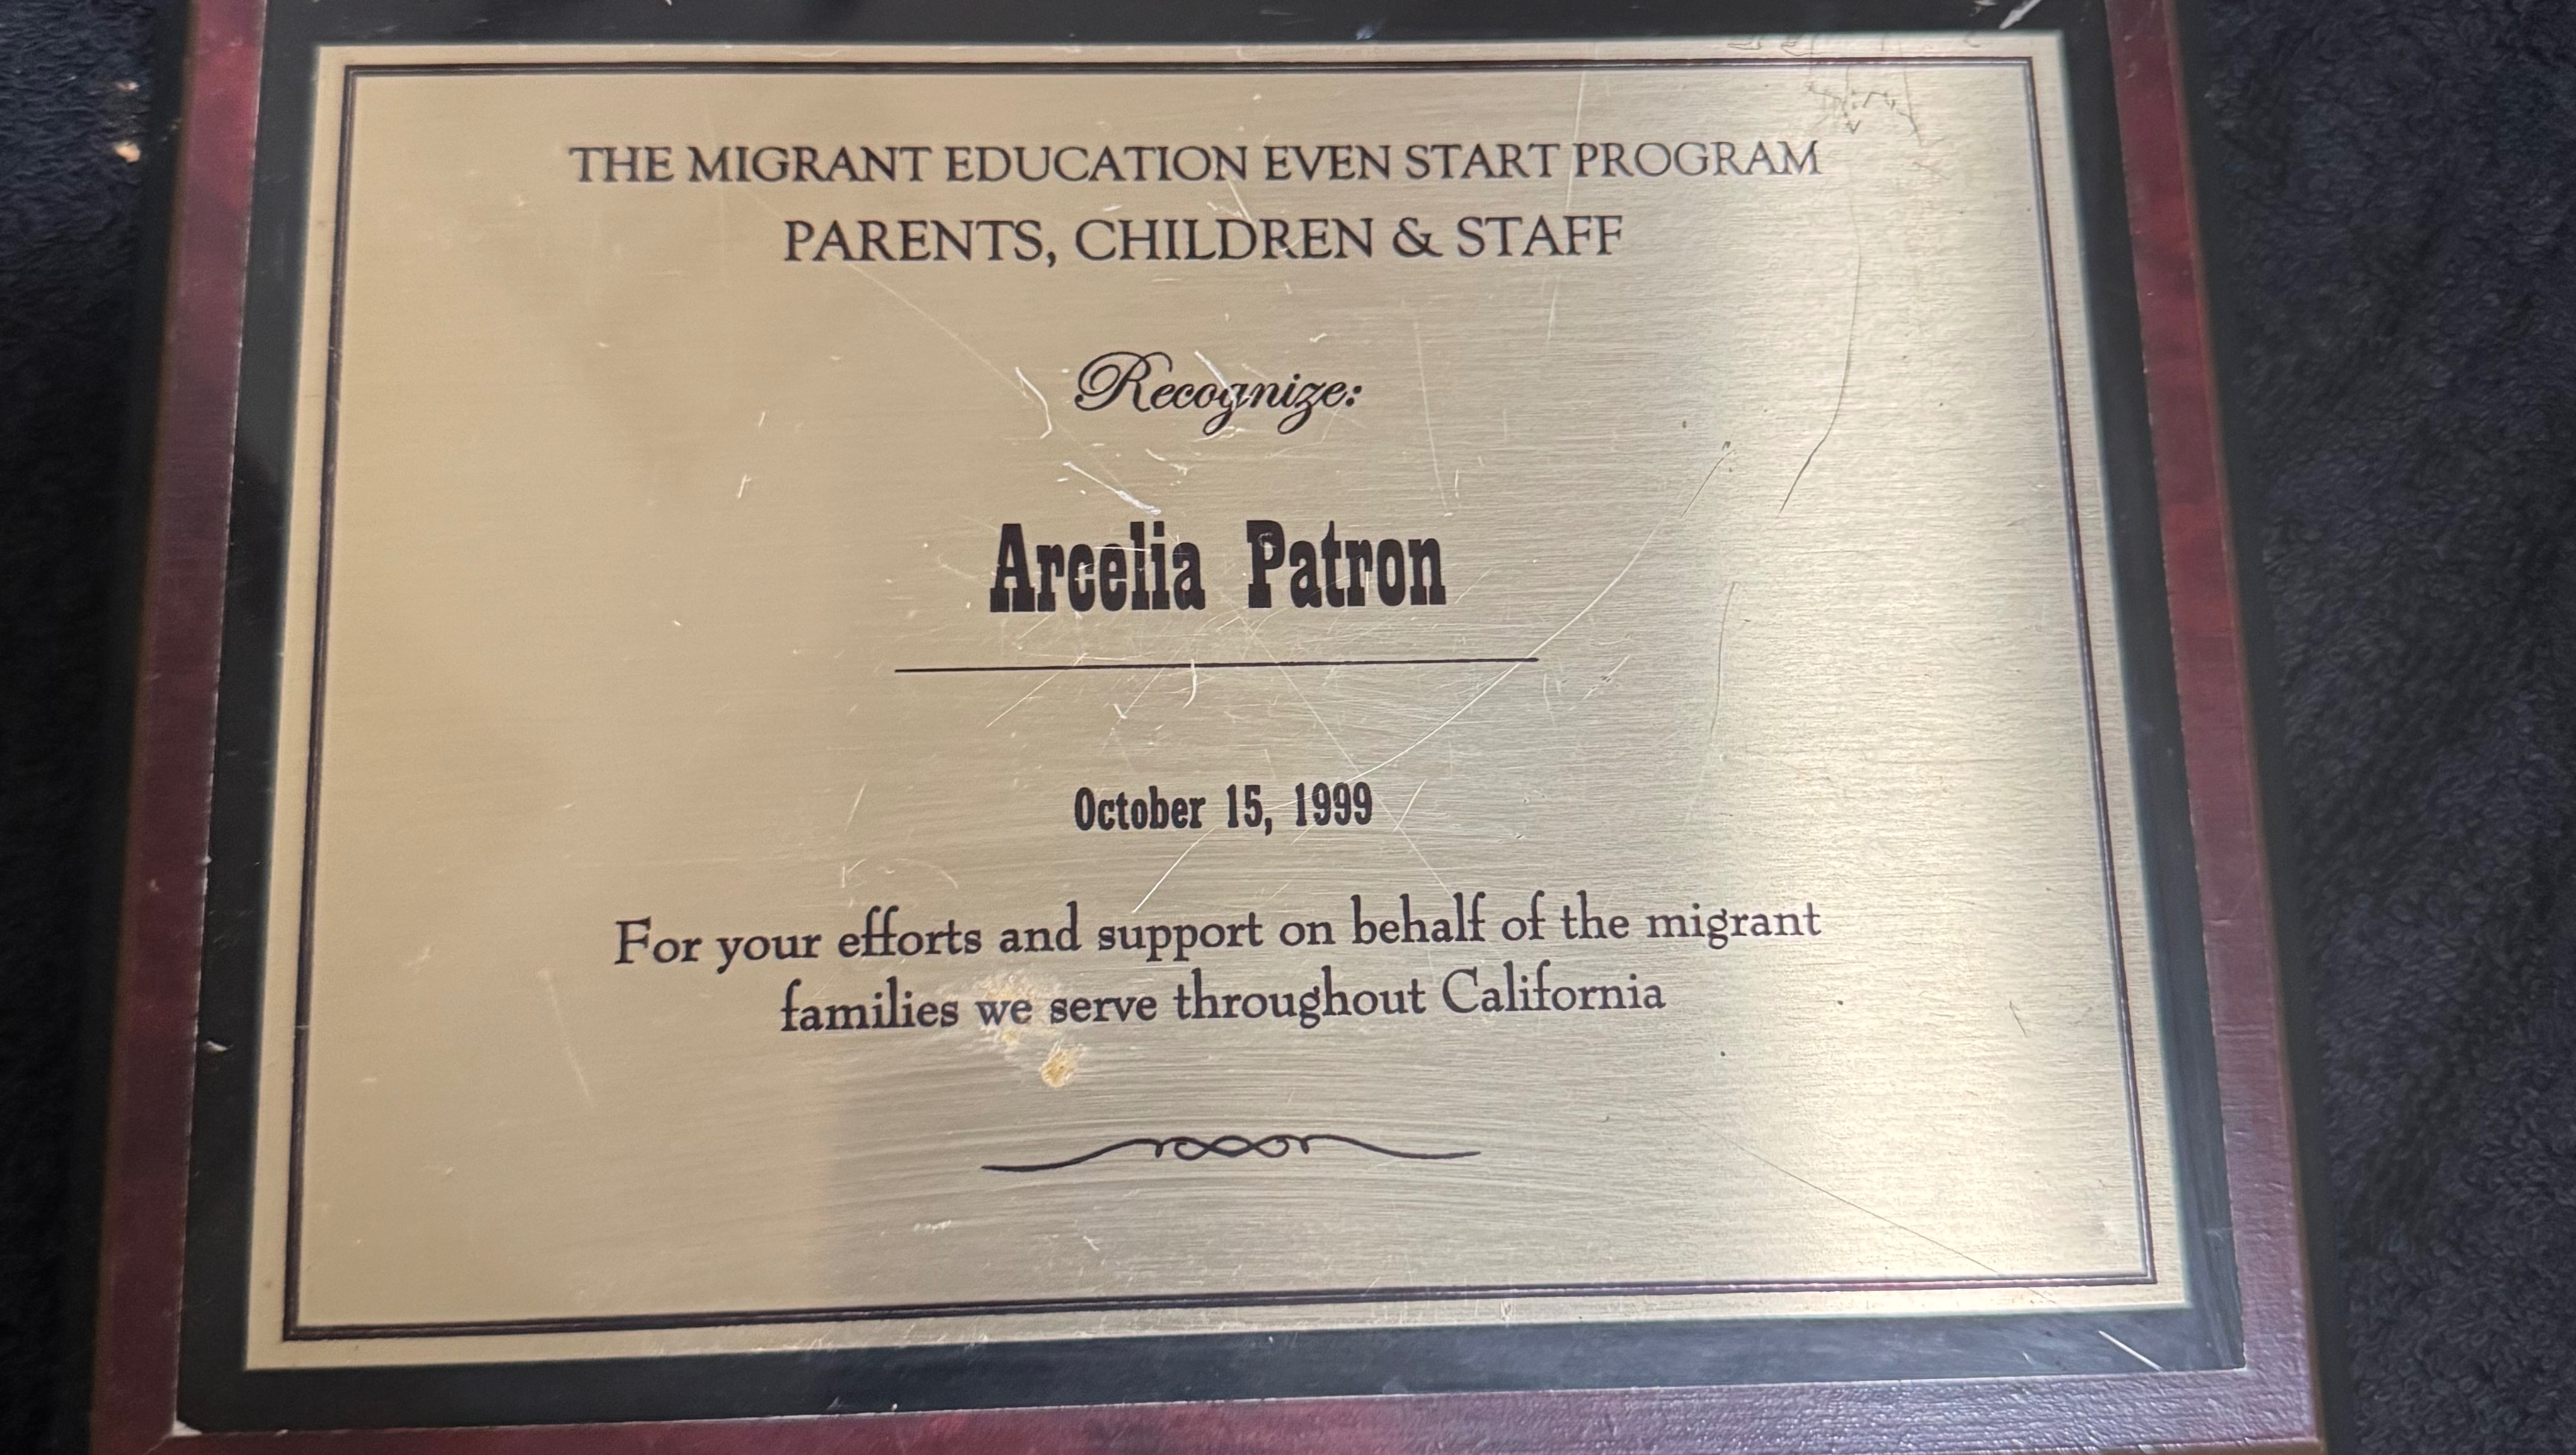 THE MIGRANT EDUCATION EVEN START PROGRAM
PARENTS, CHILDREN & STAFF
Recognize:
Arcelia Patron
October 15, 1999
For your efforts and support on behalf of the migrant
families we serve throughout California